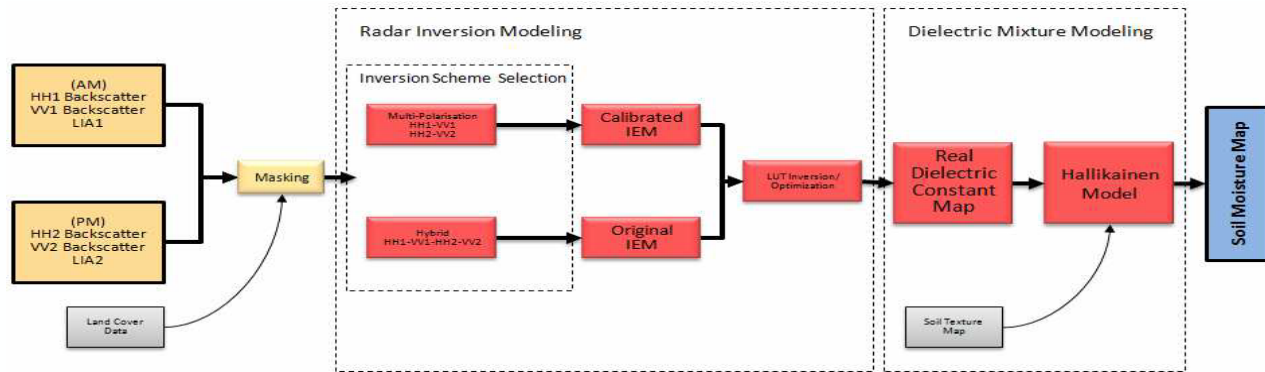 Radar Inversion Modeling
Dielectric Mixture Modeling
Inversion Scheme Selection
(AM)
HH1 Backscatter
VV1 Backscatter
LIA1
(PM)
HH2 Backscatter
VV2 Backscatter
LIA2
Land Cover
Data
Masking
Multi-Polarisation
HH1-VV1
HH2-VV2
Hybrid
HH1-VV1-HH2-VV2
Calibrated
IEM
Original
IEM
LUT Inversion/
Optimization
Real
Dielectric
Constant
Map
Hallikainen
Model
Soil Texture
Map
Soil Moisture Map